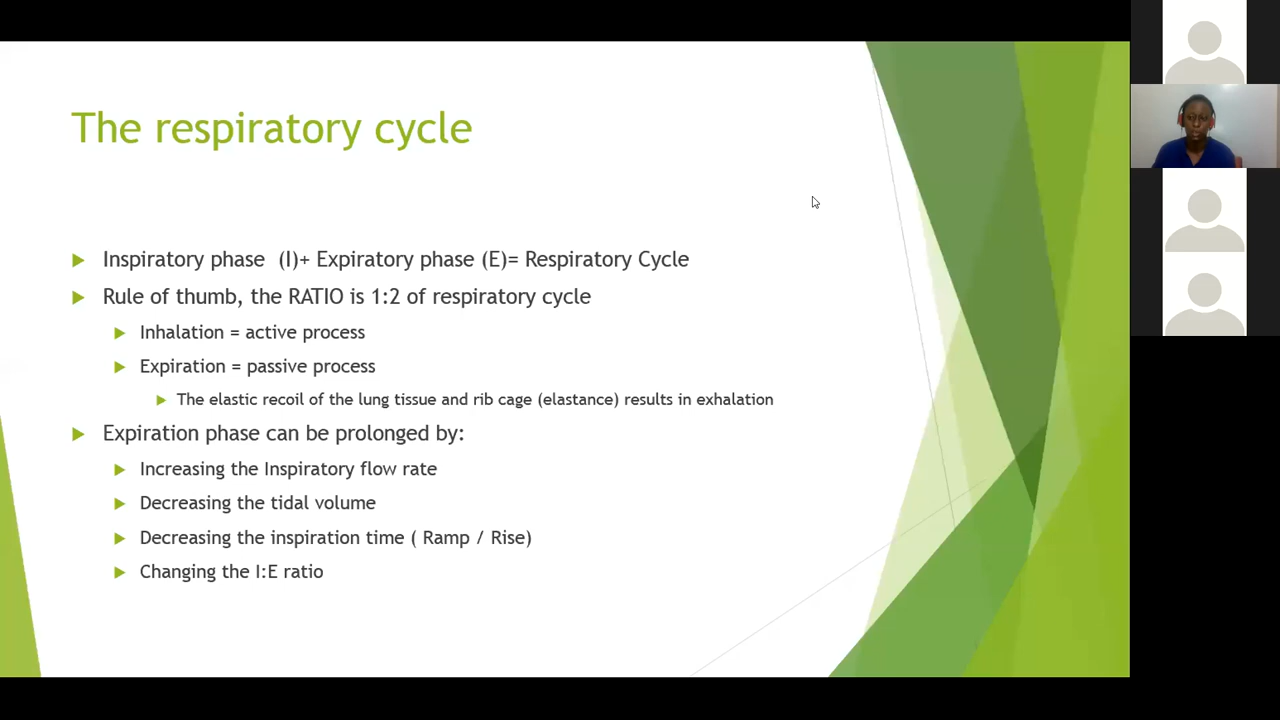 The respiratory cycle
Inspiratory phase (I)+ Expiratory phase (E)= Respiratory Cycle
Rule of thumb, the RATIO is 1:2 of respiratory cycle
Inhalation = active process
Expiration = passive process
The elastic recoil of the lung tissue and rib cage (elastance) results in exhalation
Expiration phase can be prolonged by:
Increasing the Inspiratory flow rate
Decreasing the tidal volume
Decreasing the inspiration time ( Ramp / Rise)
Changing the I:E ratio